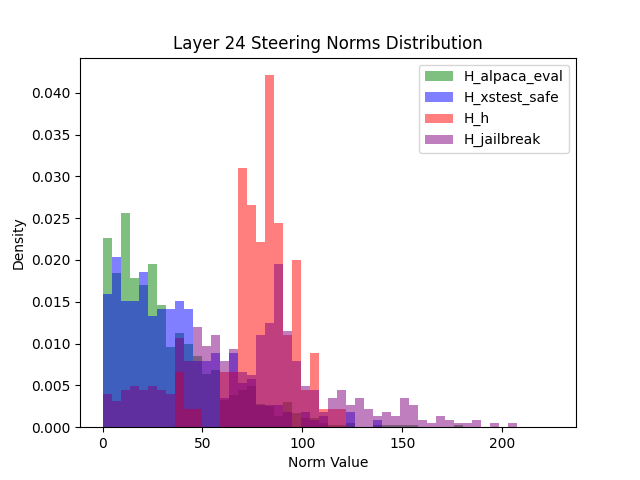 Layer 24 Steering Norms Distribution
H_alpaca_eval
H_xstest_safe
H_h
H_jailbreak
Density
0.040
0.035
0.030
0.025
0.020
0.015
0.010
0.005
0.000
0 50 100 150 200
Norm Value